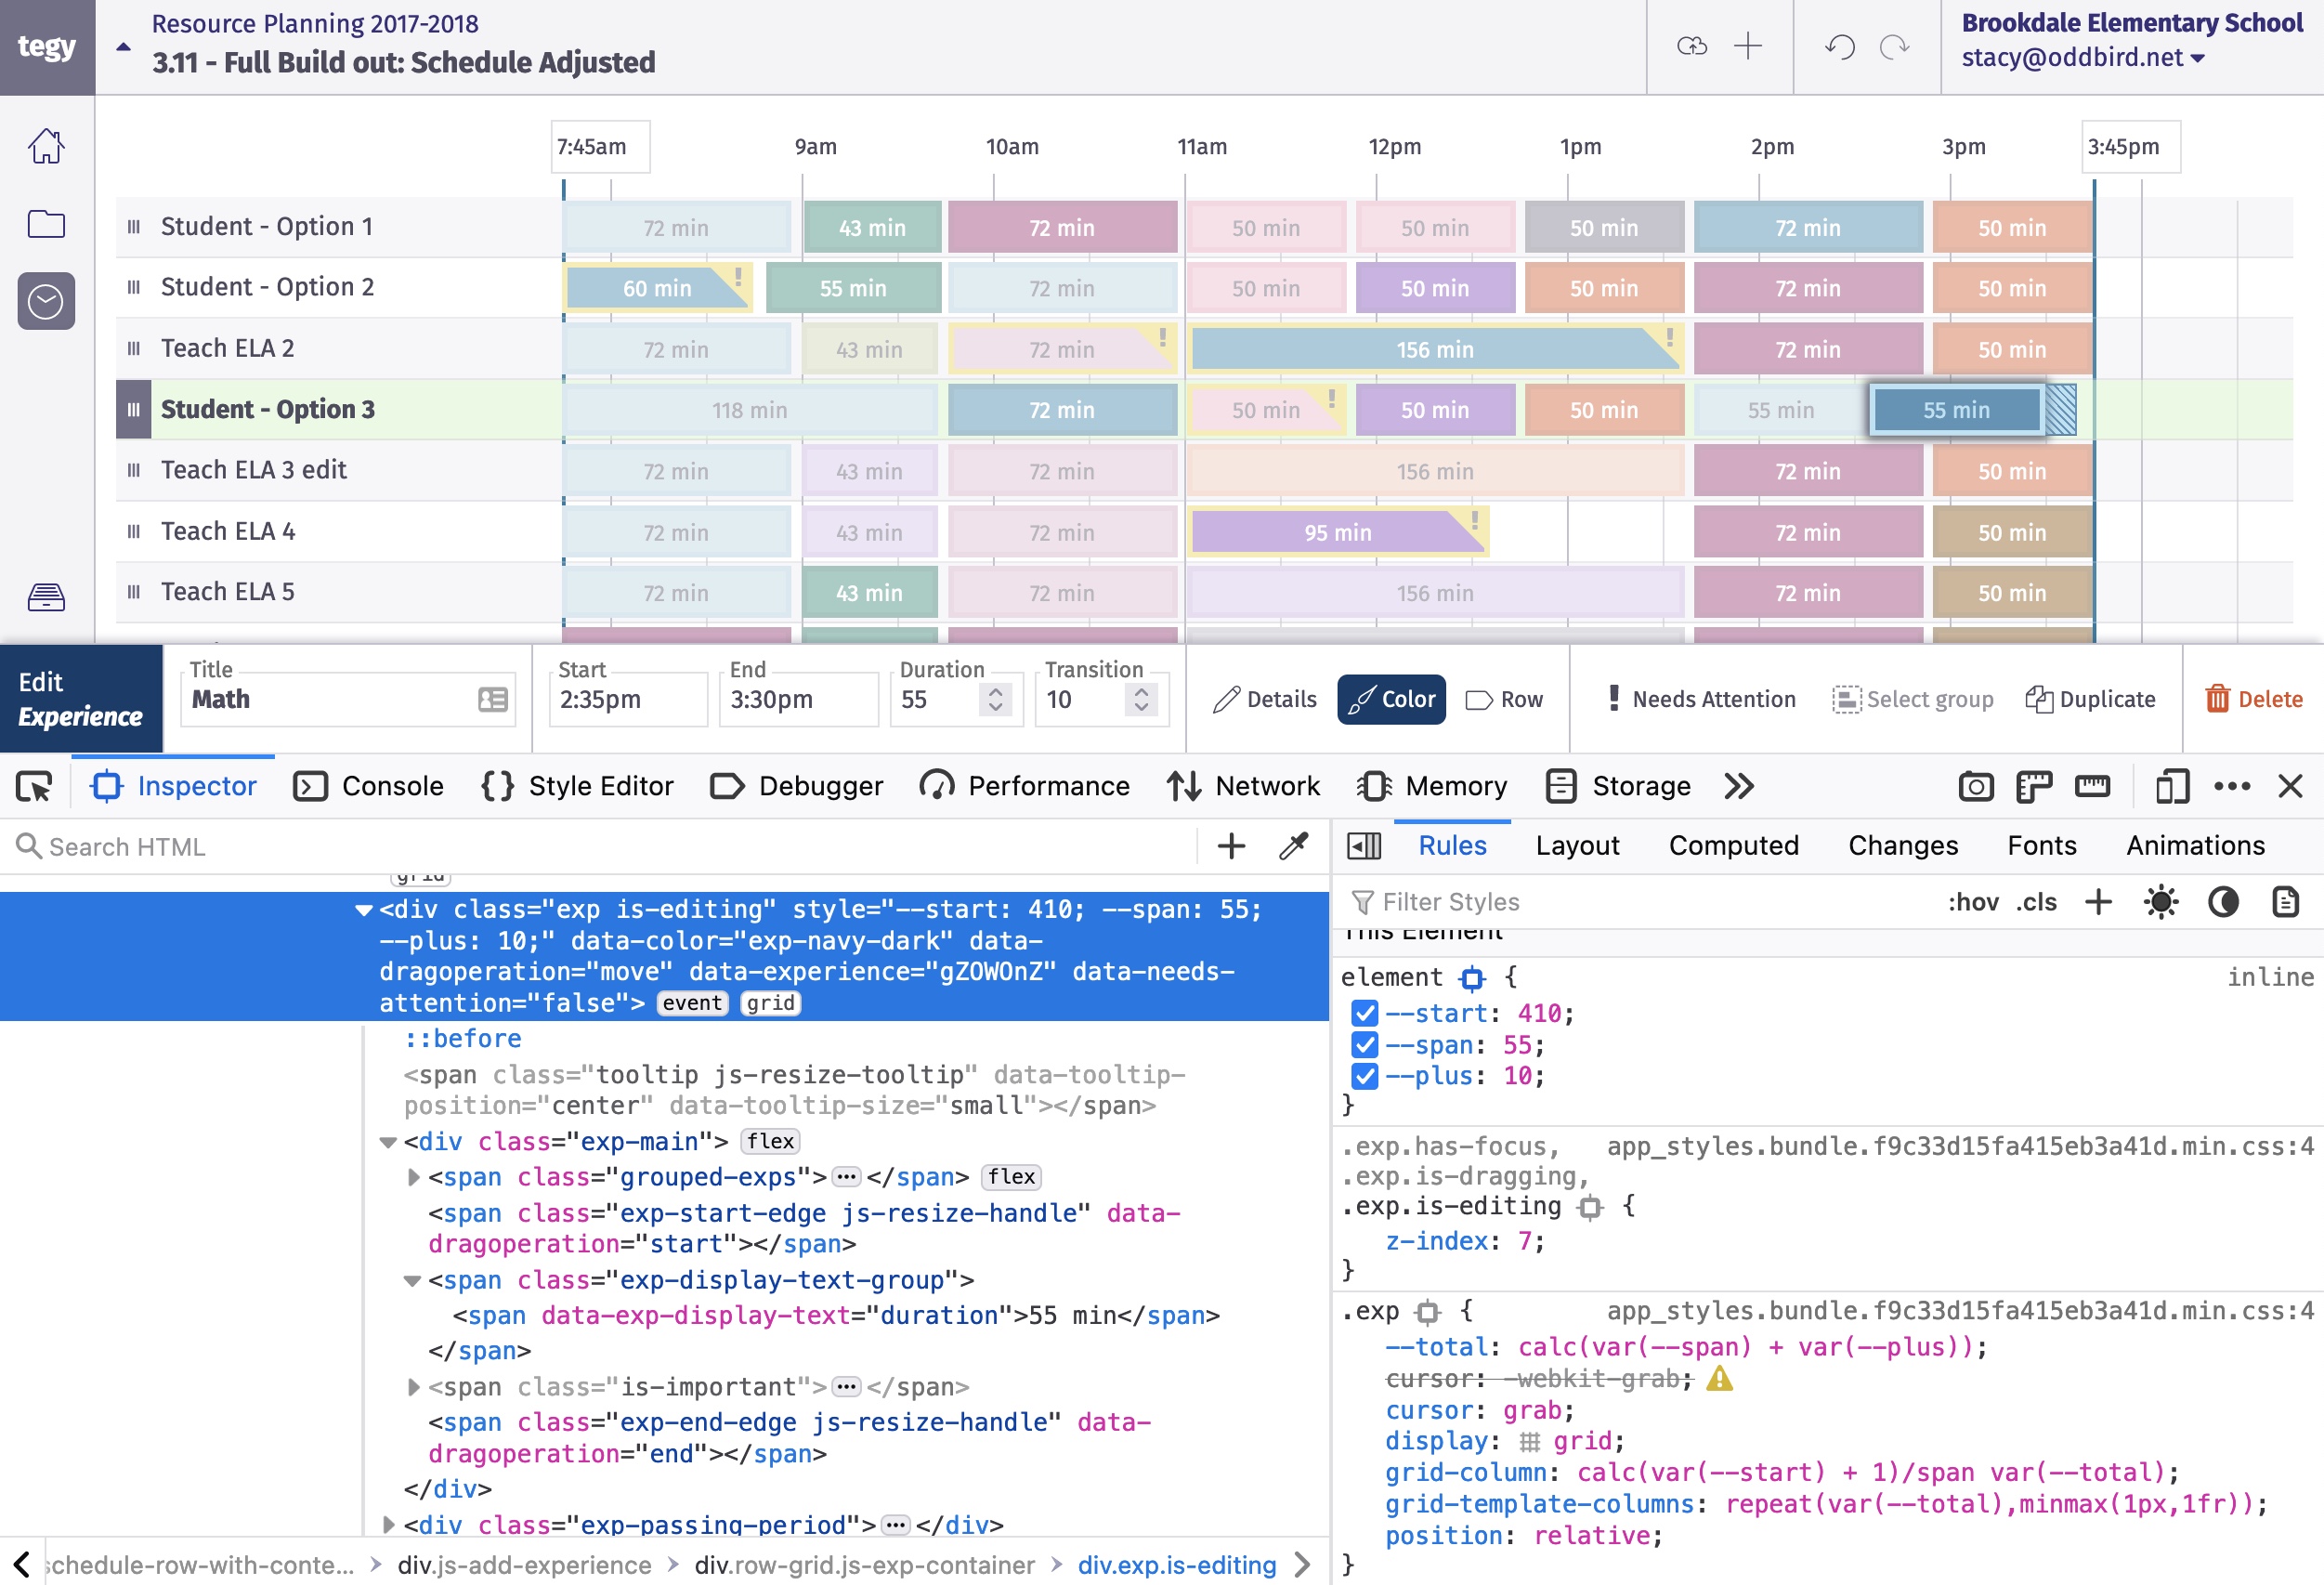 tegy
Resource Planning 2017-2018
3.11 - Full Build out: Schedule Adjusted
Brookdale Elementary School
stacy@oddbird.net
7:45am 9am 10am 11am 12pm 1pm 2pm 3pm 3:45pm
Student - Option 1 72 min 43 min 72 min 50 min 50 min 50 min 72 min 50 min
Student - Option 2 60 min ! 55 min 72 min 50 min 50 min 50 min 72 min 50 min
Teach ELA 2 72 min 43 min 72 min ! 156 min ! 72 min 50 min
Student - Option 3 118 min 72 min 50 min ! 50 min 50 min 55 min 55 min
Teach ELA 3 edit 72 min 43 min 72 min 156 min 72 min 50 min
Teach ELA 4 72 min 43 min 72 min 95 min ! 72 min 50 min
Teach ELA 5 72 min 43 min 72 min 156 min 72 min 50 min
Edit
Experience
Title
Math
Start
2:35pm
End
3:30pm
Duration
55
Transition
10
Details Color Row ! Needs Attention Select group Duplicate Delete
Inspector Console Style Editor Debugger Performance Network Memory Storage
Search HTML
grid
<div class="exp is-editing" style="--start: 410; --span: 55;
--plus: 10;" data-color="exp-navy-dark" data-
dragoperation="move" data-experience="gZOWOnZ" data-needs-
attention="false"> event grid
::before
<span class="tooltip js-resize-tooltip" data-tooltip-
position="center" data-tooltip-size="small"></span>
<div class="exp-main"> flex
<span class="grouped-exps">⋯</span> flex
<span class="exp-start-edge js-resize-handle" data-
dragoperation="start"></span>
<span class="exp-display-text-group">
<span data-exp-display-text="duration">55 min</span>
</span>
<span class="is-important">⋯</span>
<span class="exp-end-edge js-resize-handle" data-
dragoperation="end"></span>
</div>
<div class="exp-passing-period">⋯</div>
schedule-row-with-conte... > div.js-add-experience > div.row-grid.js-exp-container > div.exp.is-editing
Rules Layout Computed Changes Fonts Animations
Filter Styles :hov .cls
This Element
element { inline
--start: 410;
--span: 55;
--plus: 10;
}
.exp.has-focus, app_styles.bundle.f9c33d15fa415eb3a41d.min.css:4
.exp.is-dragging,
.exp.is-editing {
z-index: 7;
}
.exp { app_styles.bundle.f9c33d15fa415eb3a41d.min.css:4
--total: calc(var(--span) + var(--plus));
cursor: -webkit-grab;
cursor: grab;
display: grid;
grid-column: calc(var(--start) + 1)/span var(--total);
grid-template-columns: repeat(var(--total),minmax(1px,1fr));
position: relative;
}